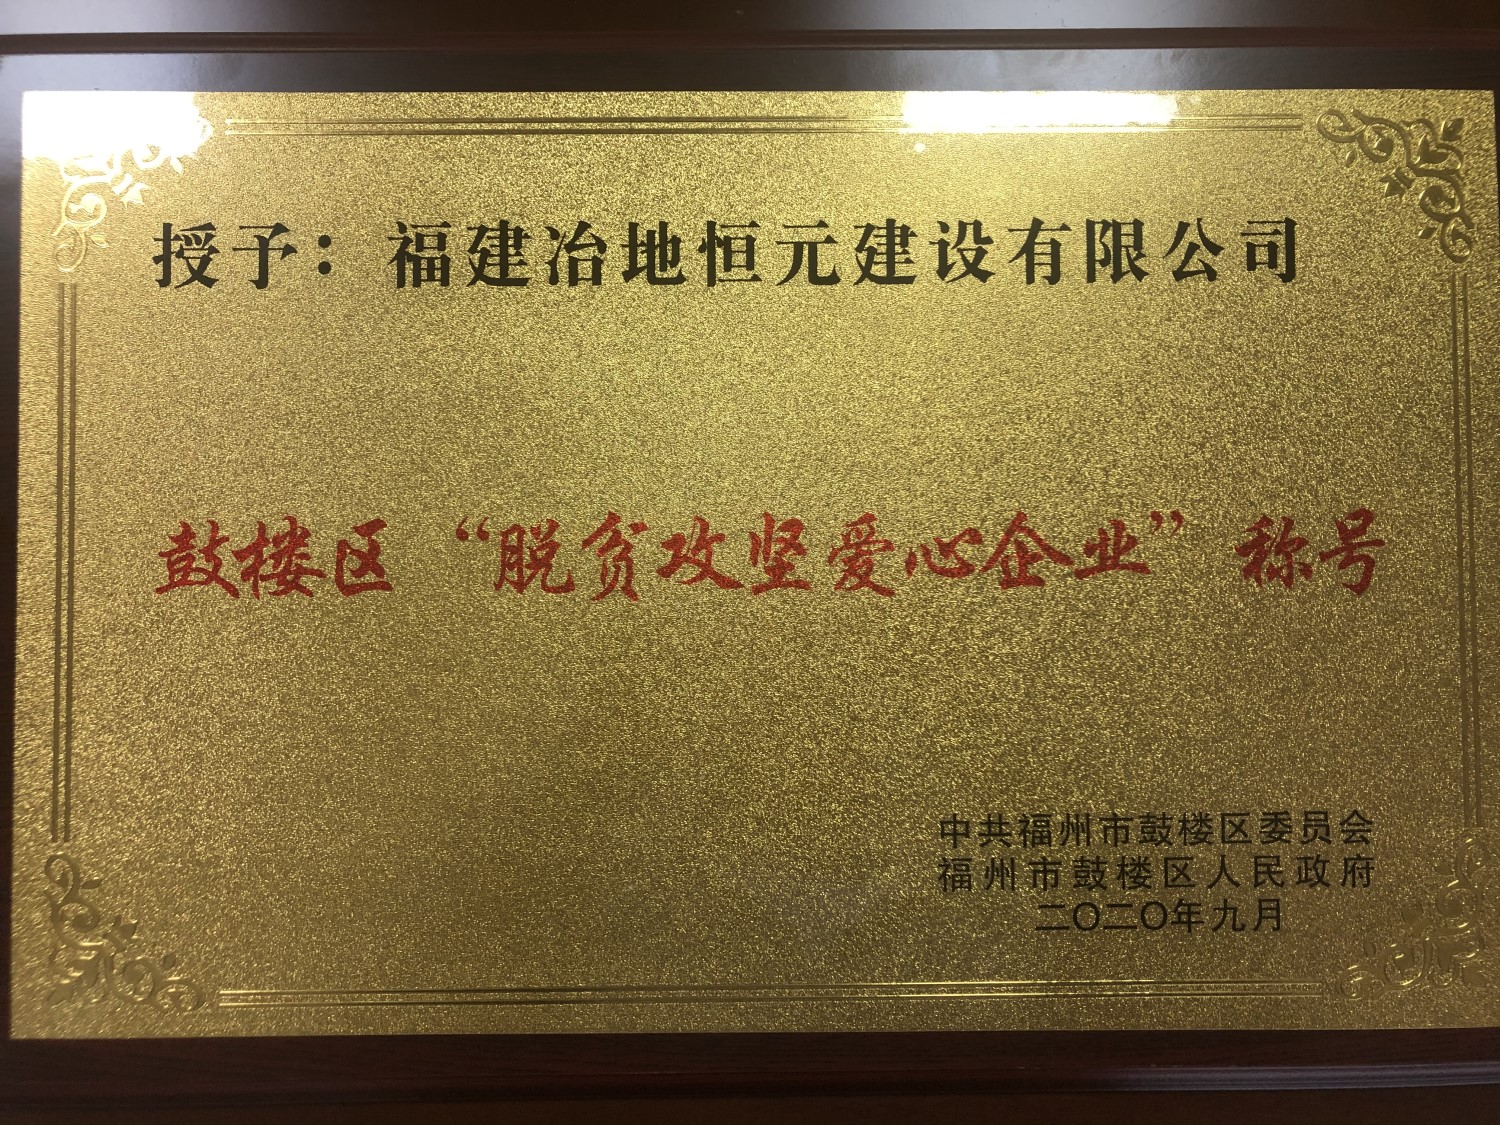 授予：福建冶地恒元建设有限公司
鼓楼区“脱贫攻坚爱心企业”称号
中共福州市鼓楼区委员会
福州市鼓楼区人民政府
二〇二〇年九月